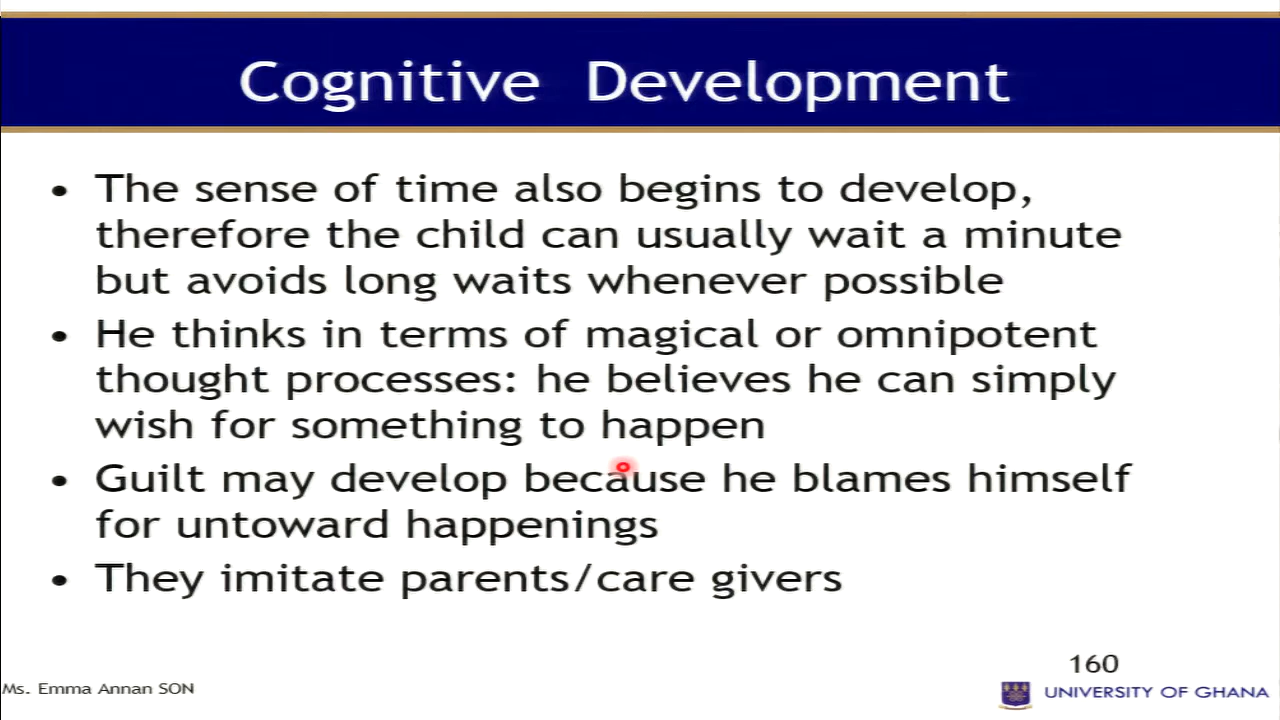 Cognitive Development
• The sense of time also begins to develop,
therefore the child can usually wait a minute
but avoids long waits whenever possible
• He thinks in terms of magical or omnipotent
thought processes: he believes he can simply
wish for something to happen
• Guilt may develop because he blames himself
for untoward happenings
• They imitate parents/care givers
160
Ms. Emma Annan SON
UNIVERSITY OF GHANA